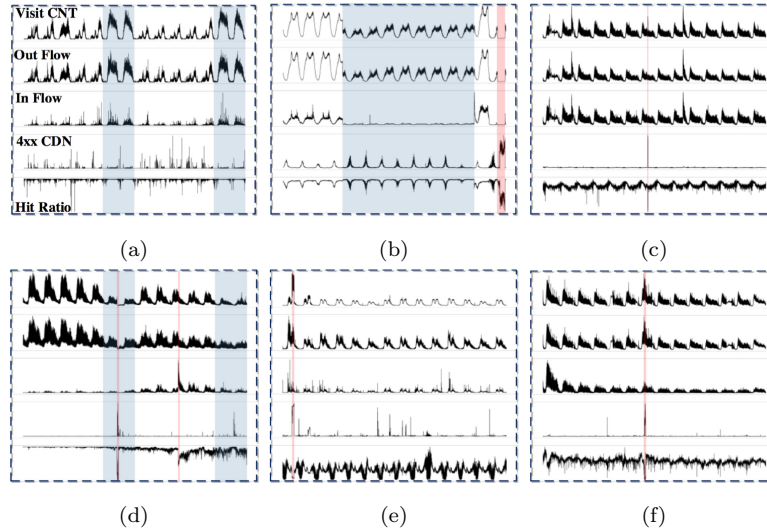 Visit CNT
Out Flow
In Flow
4xx CDN
Hit Ratio
(a)
(b)
(c)
(d)
(e)
(f)